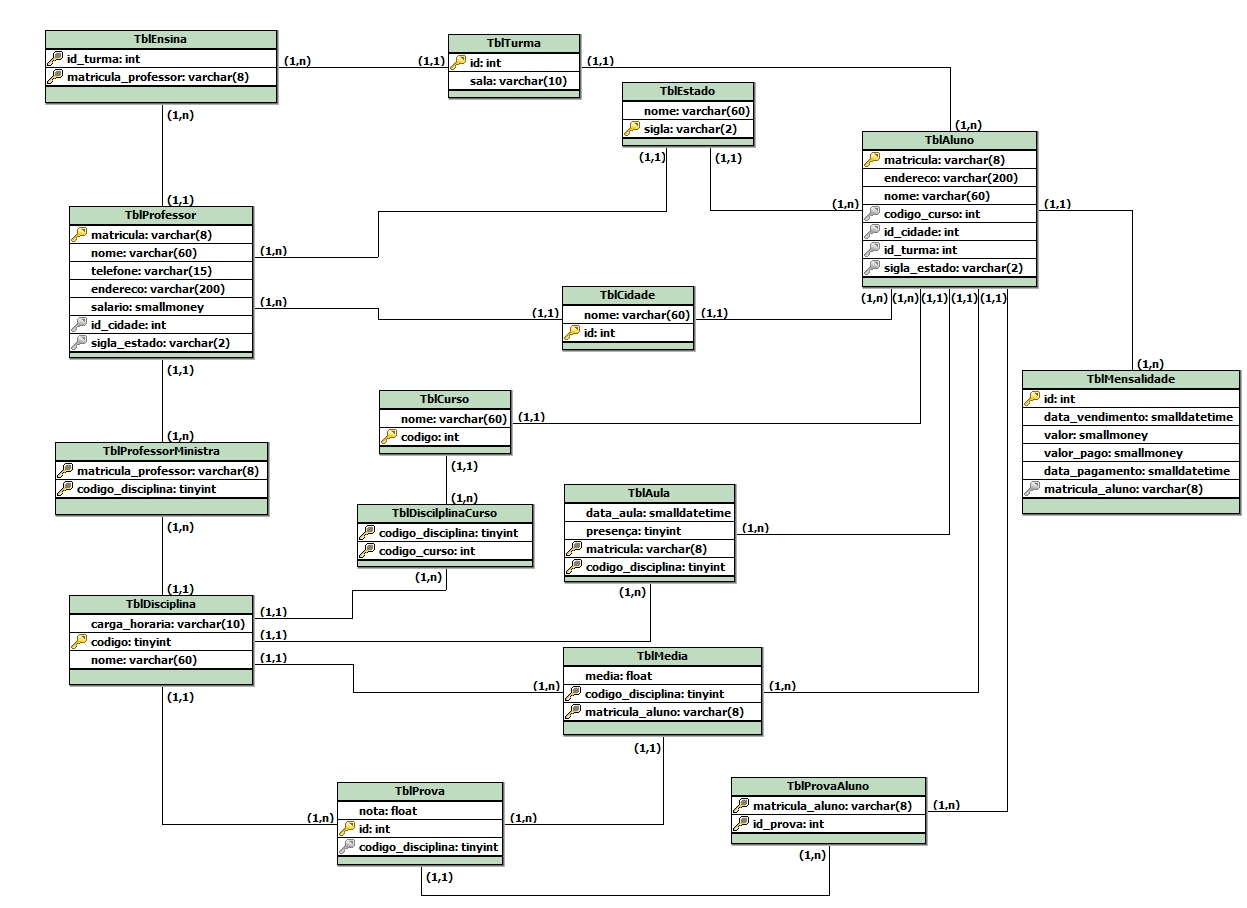 TblEnsina
id_turma: int
matricula_professor: varchar(8)
(1,n)
(1,1)
(1,n)
TblTurma
id: int
sala: varchar(10)
(1,1)
TblEstado
nome: varchar(60)
sigla: varchar(2)
(1,1)
(1,1)
(1,n)
TblAluno
matricula: varchar(8)
endereco: varchar(200)
nome: varchar(60)
codigo_curso: int
id_cidade: int
id_turma: int
sigla_estado: varchar(2)
(1,n)
(1,1)
(1,n) (1,n) (1,1) (1,1) (1,1)
(1,1)
TblProfessor
matricula: varchar(8)
nome: varchar(60)
telefone: varchar(15)
endereco: varchar(200)
salario: smallmoney
id_cidade: int
sigla_estado: varchar(2)
(1,n)
(1,n)
(1,1)
TblCidade
nome: varchar(60)
id: int
(1,1)
(1,1)
TblCurso
nome: varchar(60)
codigo: int
(1,1)
(1,1)
(1,n)
TblMensalidade
id: int
data_vendimento: smalldatetime
valor: smallmoney
valor_pago: smallmoney
data_pagamento: smalldatetime
matricula_aluno: varchar(8)
(1,n)
TblProfessorMinistra
matricula_professor: varchar(8)
codigo_disciplina: tinyint
(1,n)
(1,n)
TblDiscilplinaCurso
codigo_disciplina: tinyint
codigo_curso: int
(1,n)
TblAula
data_aula: smalldatetime
presença: tinyint
matricula: varchar(8)
codigo_disciplina: tinyint
(1,n)
(1,n)
(1,1)
TblDisciplina
carga_horaria: varchar(10)
codigo: tinyint
nome: varchar(60)
(1,1)
(1,1)
(1,1)
(1,1)
TblMedia
media: float
codigo_disciplina: tinyint
matricula_aluno: varchar(8)
(1,n)
(1,n)
(1,1)
TblProva
nota: float
id: int
codigo_disciplina: tinyint
(1,n)
(1,n)
(1,1)
TblProvaAluno
matricula_aluno: varchar(8)
id_prova: int
(1,n)
(1,n)